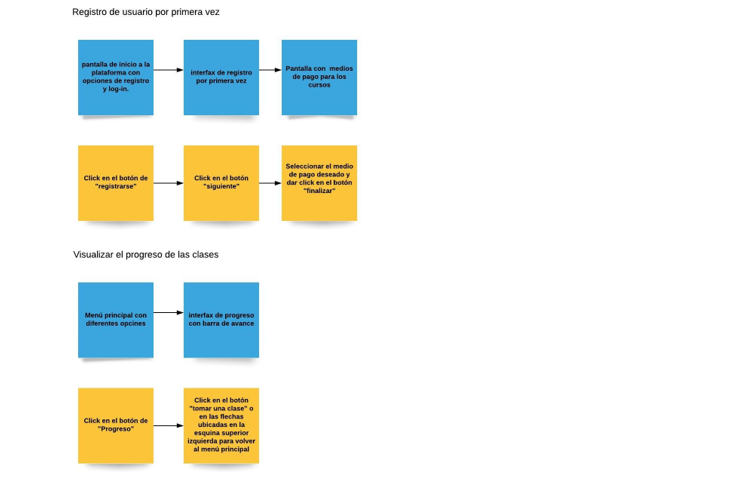 Registro de usuario por primera vez
pantalla de inicio a la
plataforma con
opciones de registro
y log-in.
interfax de registro
por primera vez
Pantalla con medios
de pago para los
cursos
Click en el botón de
"registrarse"
Click en el botón
"siguiente"
Seleccionar el medio
de pago deseado y
dar click en el botón
"finalizar"
Visualizar el progreso de las clases
Menú principal con
diferentes opcines
interfax de progreso
con barra de avance
Click en el botón de
"Progreso"
Click en el botón
"tomar una clase" o
en las flechas
ubicadas en la
esquina superior
izquierda para volver
al menú principal